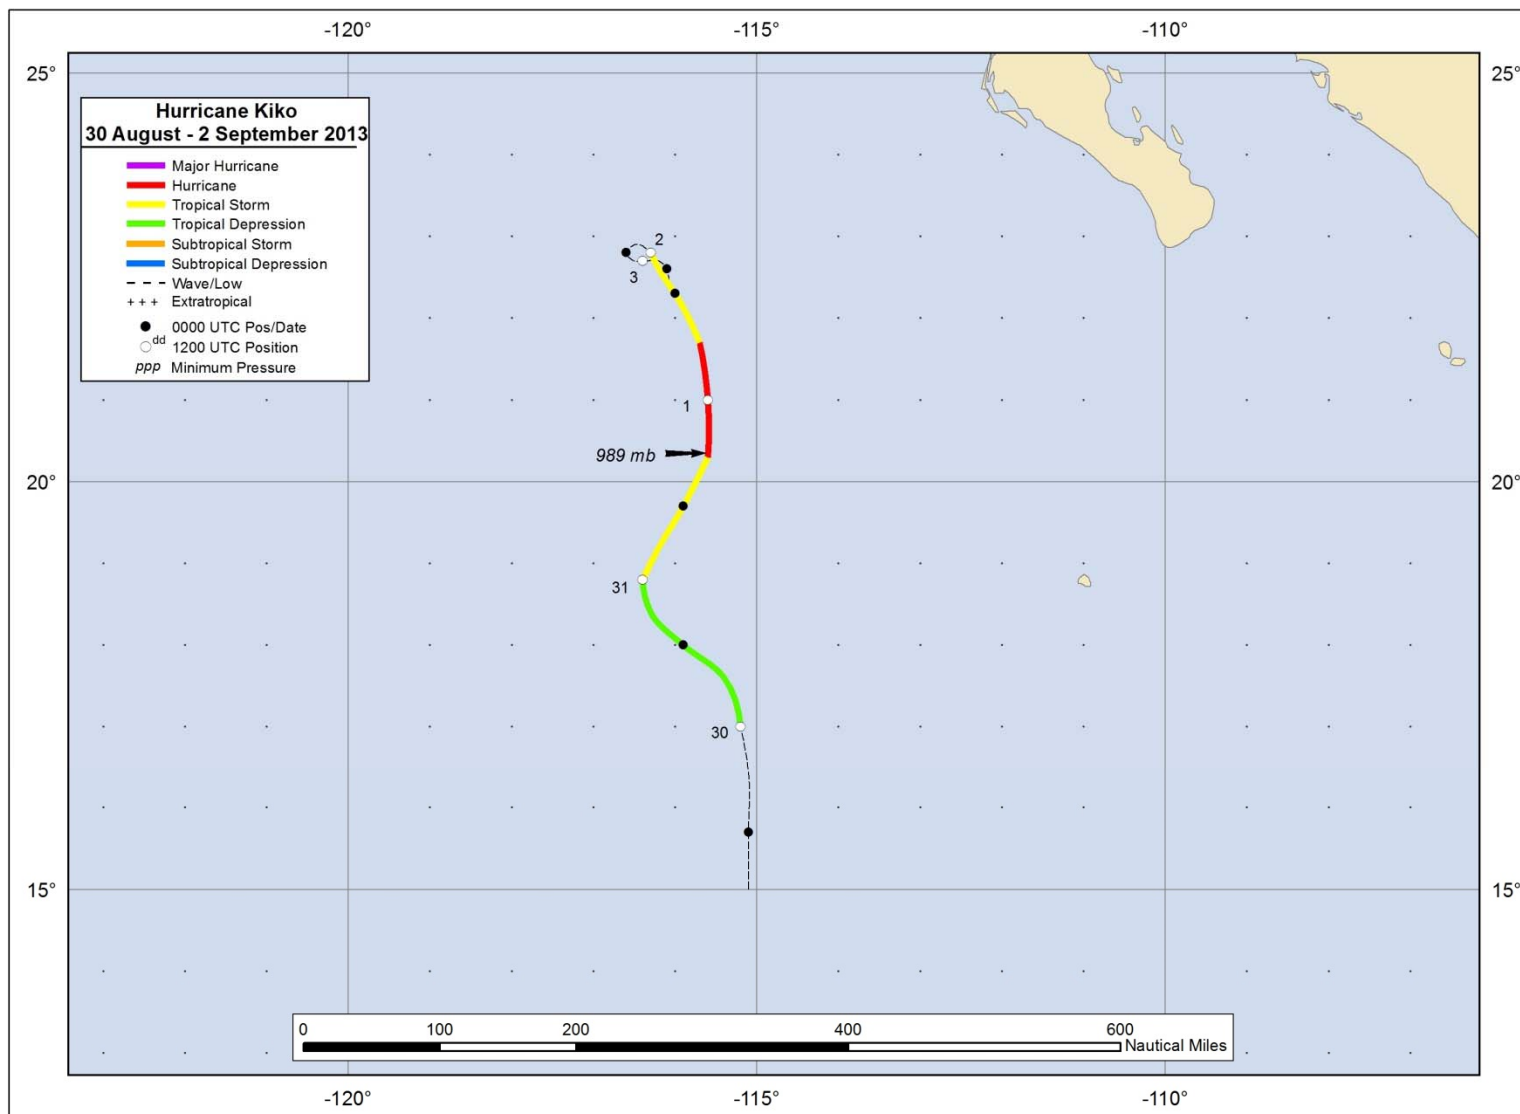 -120° -115° -110°
25° 25°
Hurricane Kiko
30 August - 2 September 2013
Major Hurricane
Hurricane
Tropical Storm
Tropical Depression
Subtropical Storm
Subtropical Depression
Wave/Low
+ + + Extratropical
0000 UTC Pos/Date
dd 1200 UTC Position
ppp Minimum Pressure
2
3
1
989 mb
20° 20°
31
30
15° 15°
0 100 200 400 600
Nautical Miles
-120° -115° -110°